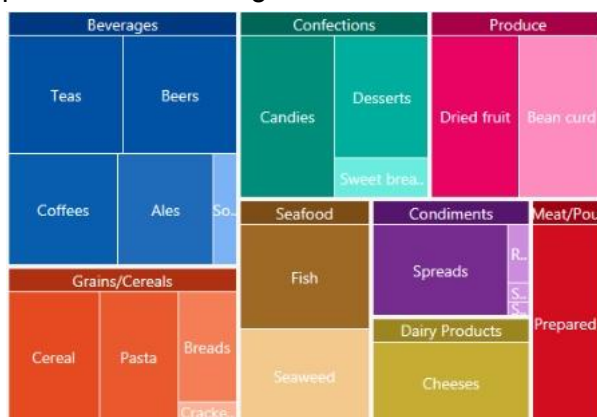 Beverages
Teas
Beers
Coffees
Ales
So..
Grains/Cereals
Cereal
Pasta
Breads
Cracke..
Confections
Candies
Desserts
Sweet brea..
Produce
Dried fruit
Bean curd
Seafood
Fish
Seaweed
Condiments
Spreads
R..
S..
S..
Dairy Products
Cheeses
Meat/Pou
Prepared